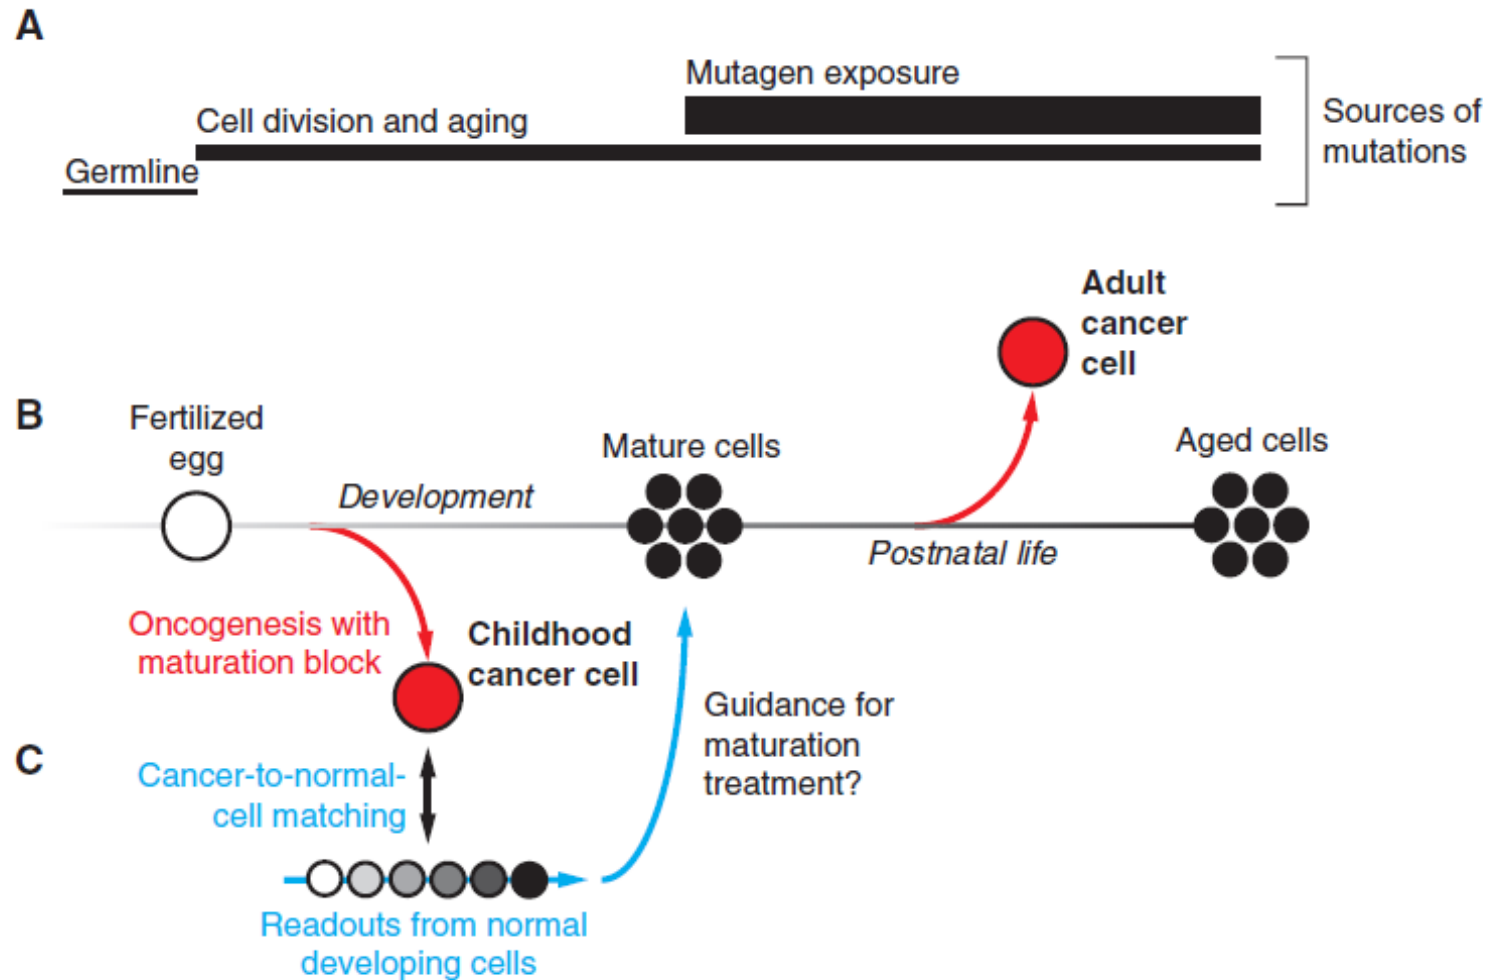 A
Mutagen exposure
Cell division and aging
Germline
Sources of
mutations
B
Adult
cancer
cell
Fertilized
egg
Development
Mature cells
Postnatal life
Aged cells
Oncogenesis with
maturation block
Childhood
cancer cell
C
Cancer-to-normal-
cell matching
Guidance for
maturation
treatment?
Readouts from normal
developing cells